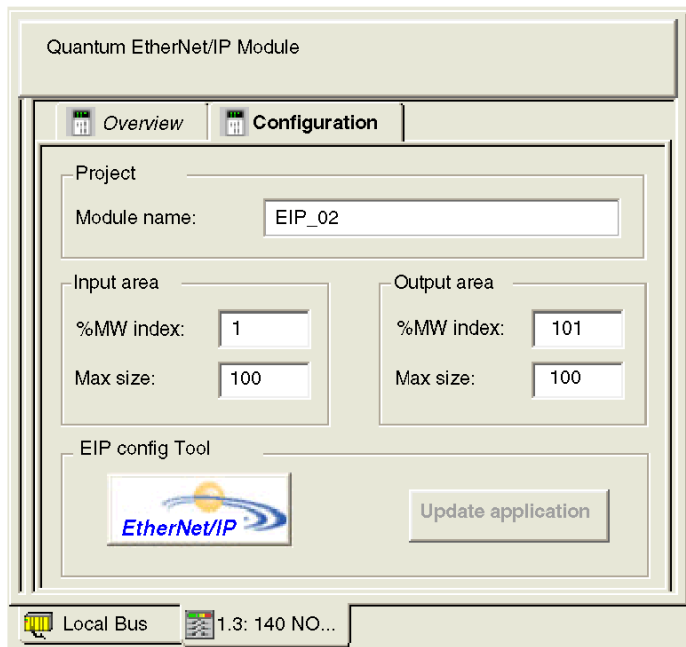 Quantum EtherNet/IP Module
Overview Configuration
Project
Module name: EIP_02
Input area Output area
%MW index: 1 %MW index: 101
Max size: 100 Max size: 100
EIP config Tool
EtherNet/IP Update application
Local Bus 1.3: 140 NO...